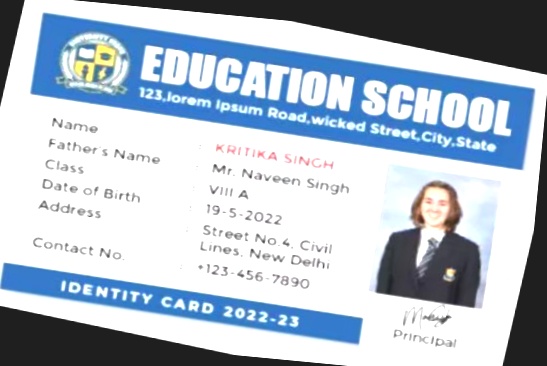 EDUCATION SCHOOL
123,lorem Ipsum Road,wicked Street,City,State
Name : KRITIKA SINGH
Father's Name : Mr. Naveen Singh
Class : VIII A
Date of Birth : 19-5-2022
Address : Street No.4, Civil
Lines, New Delhi
Contact No. : +123-456-7890
IDENTITY CARD 2022-23
Principal